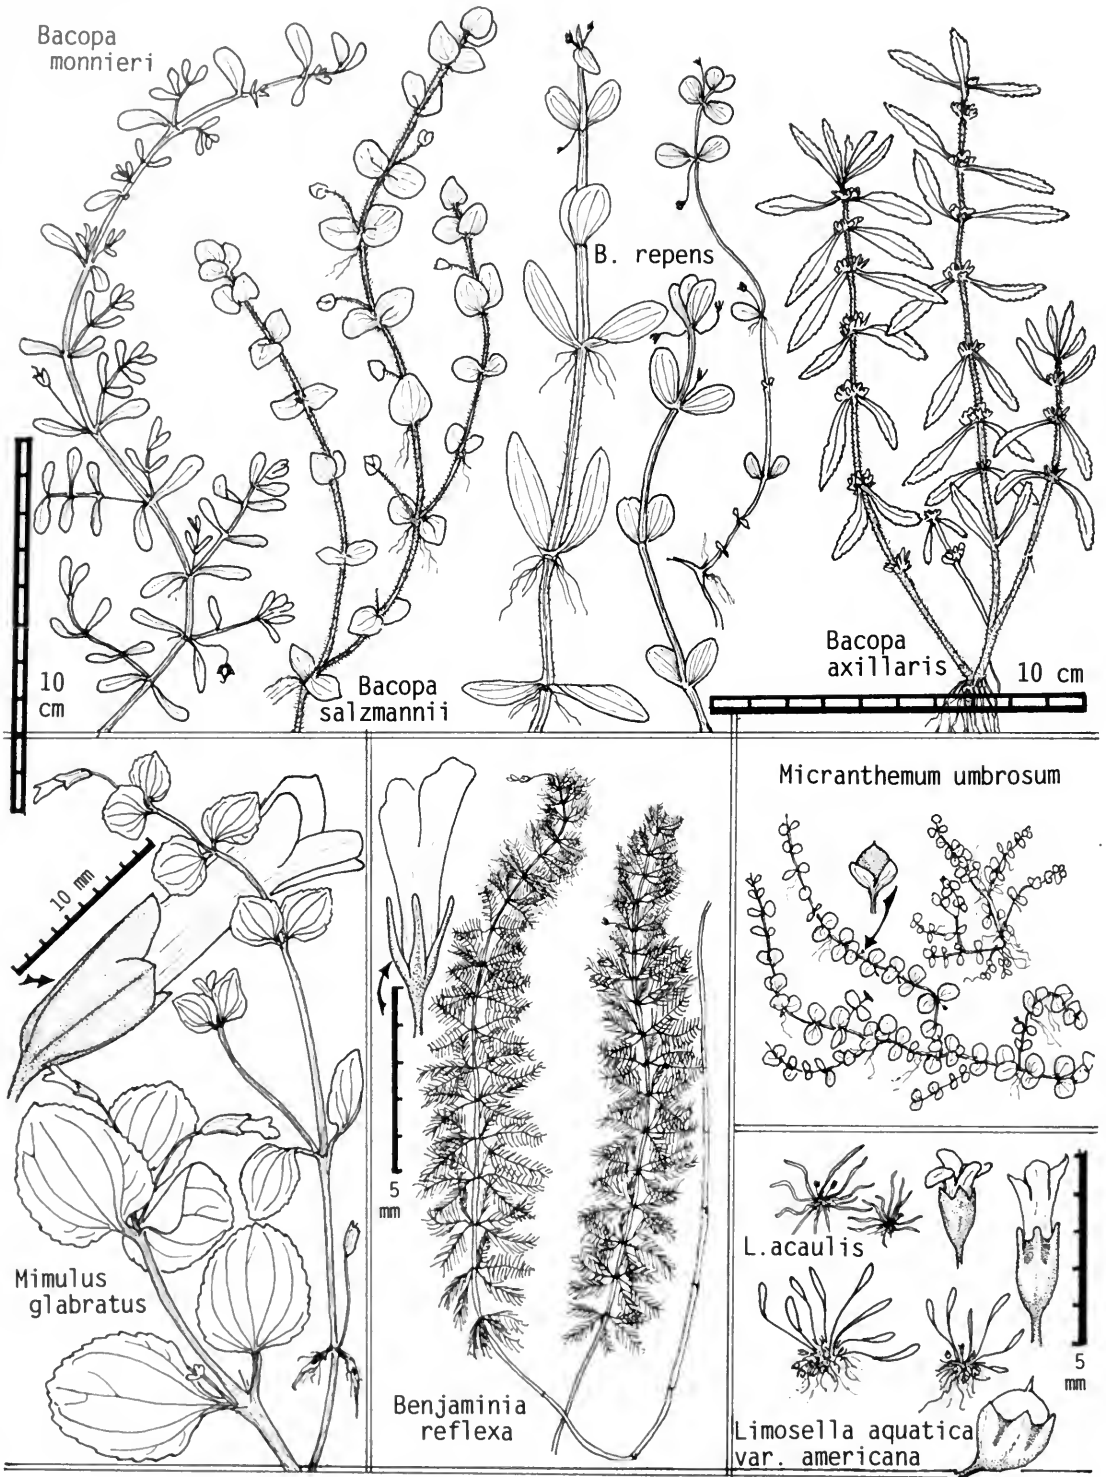 Bacopa
monnieri
B. repens
10
cm
Bacopa
salzmannii
Bacopa
axillaris
10 cm
10 mm
Mimulus
glabratus
5
mm
Benjaminia
reflexa
Micranthemum umbrosum
L.acaulis
5
mm
Limosella aquatica
var. americana